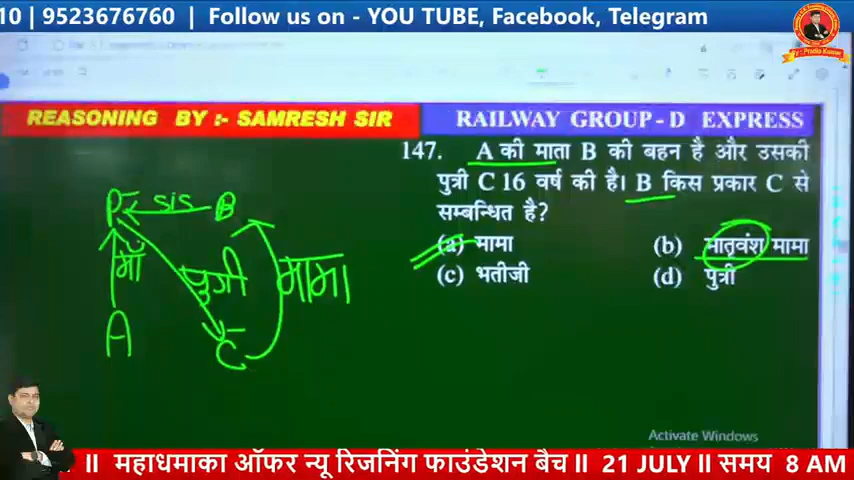 10 | 9523676760 | Follow us on - YOU TUBE, Facebook, Telegram
REASONING BY :- SAMRESH SIR
RAILWAY GROUP - D EXPRESS
147. A की माता B की बहन है और उसकी
पुत्री C 16 वर्ष की है। B किस प्रकार C से
सम्बन्धित है?
(a) मामा (b) मातृवंश मामा
(c) भतीजी (d) पुत्री
sis B
माँ
मामा
A
C
Activate Windows
II महाधमाका ऑफर न्यू रिजनिंग फाउंडेशन बैच II 21 JULY II समय 8 AM